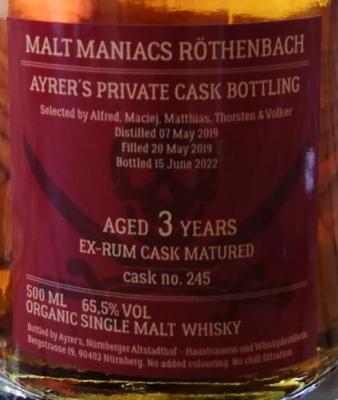 MALT MANIACS RÖTHENBACH
AYRER´S PRIVATE CASK BOTTLING
Selected by Alfred, Maciej, Matthias, Thorsten & Volker
Distilled 07 May 2019
Filled 20 May 2019
Bottled 15 June 2022
AGED 3 YEARS
EX-RUM CASK MATURED
cask no. 245
500 ML 65,5% VOL
ORGANIC SINGLE MALT WHISKY
Bottled by Ayrer's, Nürnberger Altstadthof – Hausbrauerei und Whiskydestillerie
Bergstrasse 19, 90403 Nürnberg. No added colouring. No chill filtration.